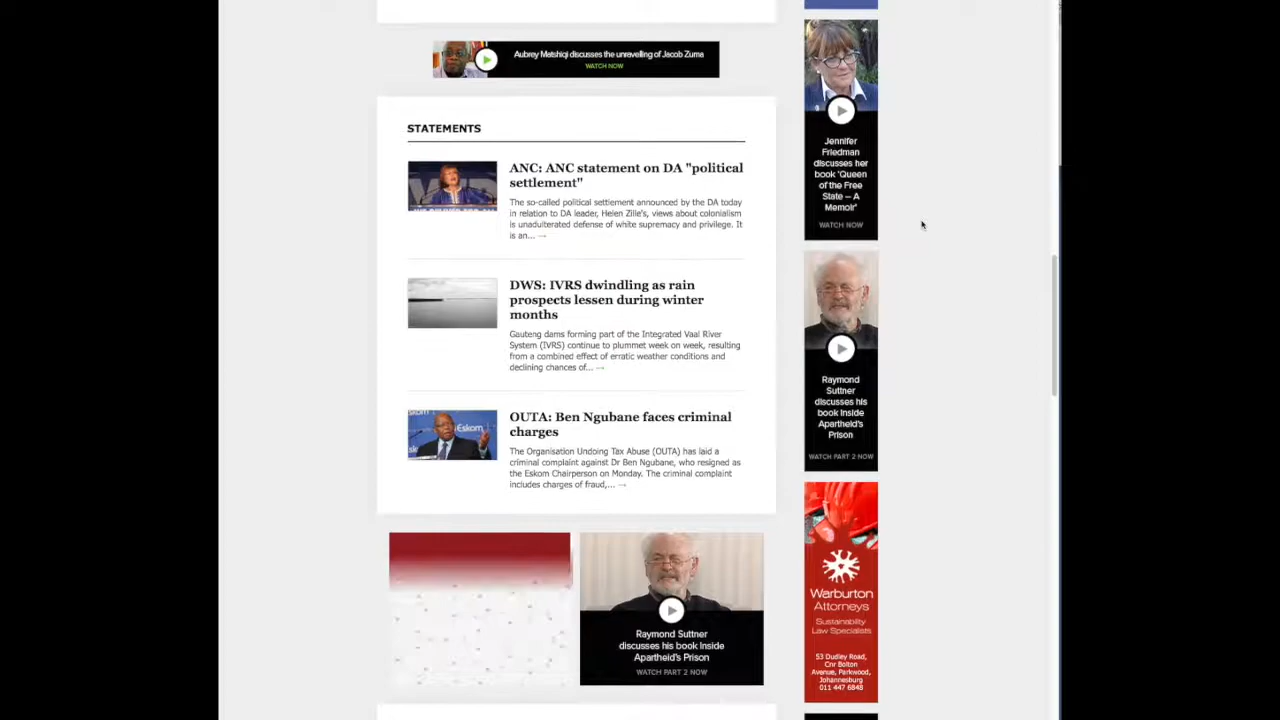 Aubrey Matshiqi discusses the unravelling of Jacob Zuma
WATCH NOW
STATEMENTS
ANC: ANC statement on DA "political
settlement"
The so-called political settlement announced by the DA today
in relation to DA leader, Helen Zille's, views about colonialism
is unadulterated defense of white supremacy and privilege. It
is an... →
DWS: IVRS dwindling as rain
prospects lessen during winter
months
Gauteng dams forming part of the Integrated Vaal River
System (IVRS) continue to plummet week on week, resulting
from a combined effect of erratic weather conditions and
declining chances of... →
Eskom
OUTA: Ben Ngubane faces criminal
charges
The Organisation Undoing Tax Abuse (OUTA) has laid a
criminal complaint against Dr Ben Ngubane, who resigned as
the Eskom Chairperson on Monday. The criminal complaint
includes charges of fraud,... →
Raymond Suttner
discusses his book Inside
Apartheid's Prison
WATCH PART 2 NOW
Jennifer
Friedman
discusses her
book 'Queen
of the Free
State – A
Memoir'
WATCH NOW
Raymond
Suttner
discusses his
book Inside
Apartheid's
Prison
WATCH PART 2 NOW
Warburton
Attorneys
Sustainability
Law Specialists
53 Dudley Road,
Cnr Bolton
Avenue, Parkwood,
Johannesburg
011 447 6848